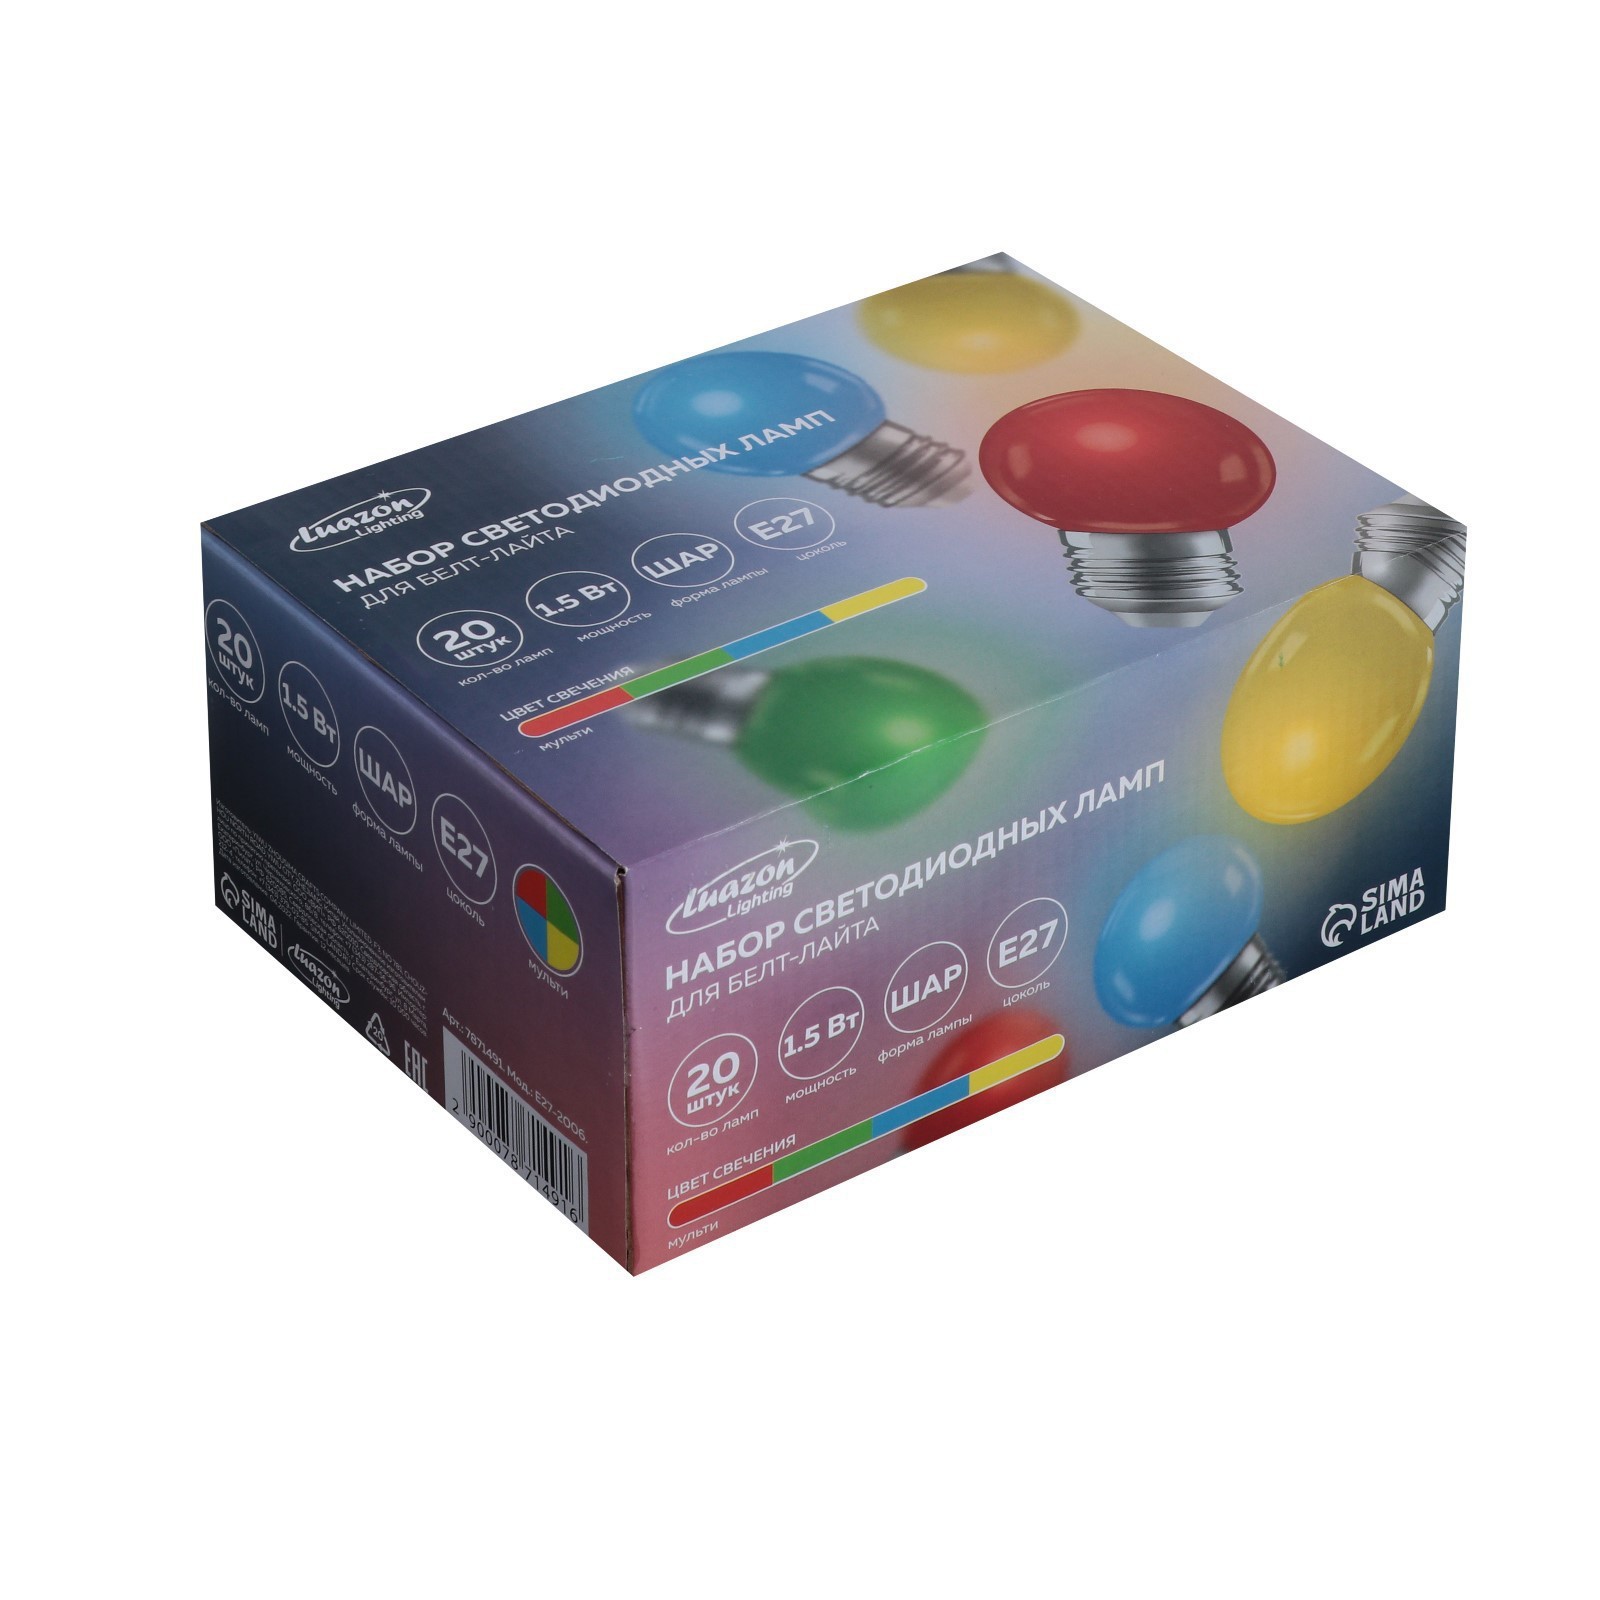 Luazon
Lighting
НАБОР СВЕТОДИОДНЫХ ЛАМП
ДЛЯ БЕЛТ-ЛАЙТА
20
штук
кол-во ламп
1.5 Вт
мощность
ШАР
форма лампы
E27
цоколь
ЦВЕТ СВЕЧЕНИЯ
мульти
20
штук
кол-во ламп
1.5 Вт
мощность
ШАР
форма лампы
E27
цоколь
мульти
SIMA
LAND
Luazon
Lighting
20
EAC
Арт.: 7871491. Мод.: E27-2006.
2 900078 714916
Luazon
Lighting
НАБОР СВЕТОДИОДНЫХ ЛАМП
ДЛЯ БЕЛТ-ЛАЙТА
20
штук
кол-во ламп
1.5 Вт
мощность
ШАР
форма лампы
E27
цоколь
ЦВЕТ СВЕЧЕНИЯ
мульти
SIMA
LAND